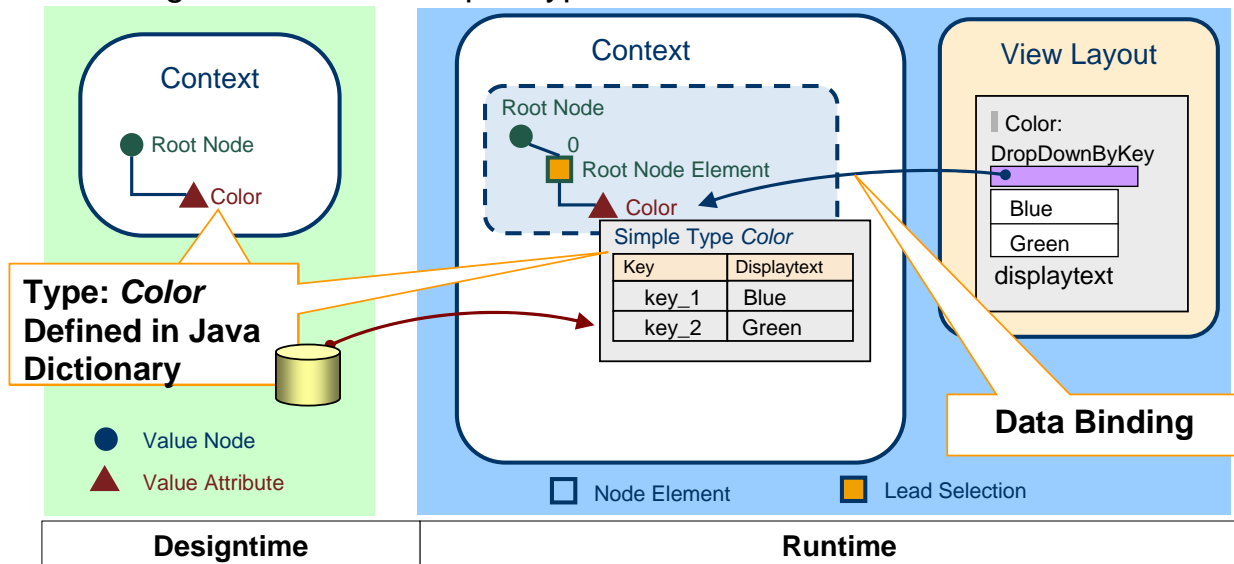 Context
Root Node
Color
Type: Color
Defined in Java
Dictionary
Value Node
Value Attribute
Context
Root Node
0
Root Node Element
Color
Simple Type Color
Key Displaytext
key_1 Blue
key_2 Green
View Layout
Color:
DropDownByKey
Blue
Green
displaytext
Data Binding
Node Element
Lead Selection
Designtime
Runtime